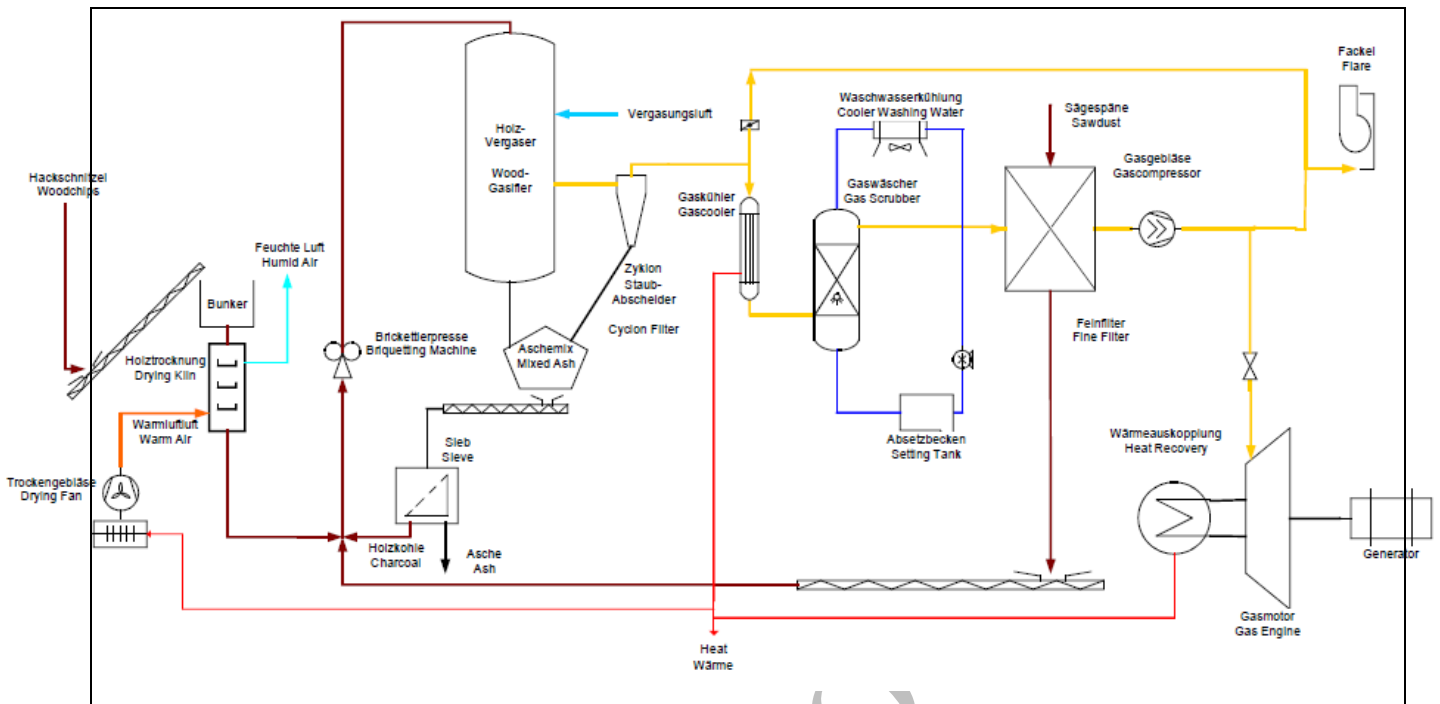 Hackschnitzel
Woodchips
Bunker
Feuchte Luft
Humid Air
Holztrocknung
Drying Kiln
Warmluftluft
Warm Air
Trockengebläse
Drying Fan
Brickettierpresse
Briquetting Machine
Holz-
Vergaser
Wood-
Gasifier
Vergasungsluft
Zyklon
Staub-
Abscheider
Cyclon Filter
Aschemix
Mixed Ash
Sieb
Sieve
Holzkohle
Charcoal
Asche
Ash
Gaskühler
Gascooler
Waschwasserkühlung
Cooler Washing Water
Gaswäscher
Gas Scrubber
Absetzbecken
Setting Tank
Sägespäne
Sawdust
Gasgebläse
Gascompressor
Feinfilter
Fine Filter
Fackel
Flare
Wärmeauskopplung
Heat Recovery
Generator
Gasmotor
Gas Engine
Heat
Wärme